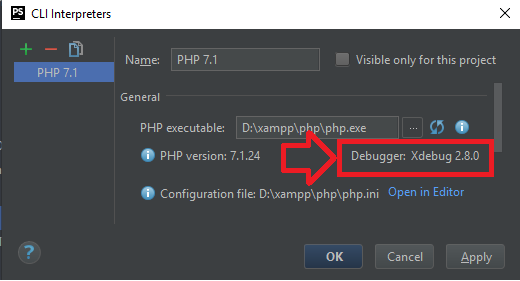 PS CLI Interpreters
PHP 7.1
Name: PHP 7.1 Visible only for this project
General
PHP executable: D:\xampp\php\php.exe ...
PHP version: 7.1.24 Debugger: Xdebug 2.8.0
Configuration file: D:\xampp\php\php.ini Open in Editor
? OK Cancel Apply